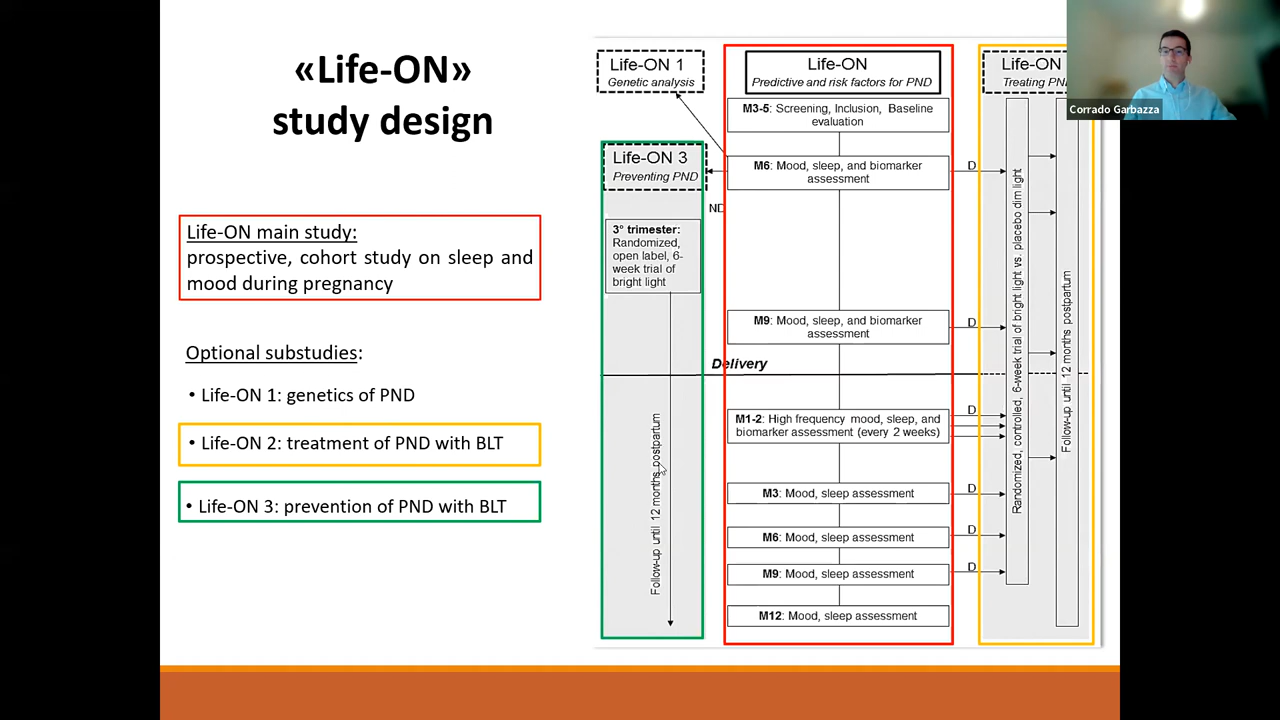 «Life-ON»
study design
Life-ON main study:
prospective, cohort study on sleep and
mood during pregnancy
Optional substudies:
• Life-ON 1: genetics of PND
• Life-ON 2: treatment of PND with BLT
• Life-ON 3: prevention of PND with BLT
Life-ON 1
Genetic analysis
Life-ON 3
Preventing PND
ND
3° trimester:
Randomized,
open label, 6-
week trial of
bright light
Follow-up until 12 months postpartum
Life-ON
Predictive and risk factors for PND
M3-5: Screening, Inclusion, Baseline
evaluation
M6: Mood, sleep, and biomarker
assessment
D
M9: Mood, sleep, and biomarker
assessment
D
Delivery
M1-2: High frequency mood, sleep, and
biomarker assessment (every 2 weeks)
D
M3: Mood, sleep assessment
D
M6: Mood, sleep assessment
D
M9: Mood, sleep assessment
D
M12: Mood, sleep assessment
Life-ON
Treating
Randomized, controlled, 6-week trial of bright light vs. placebo dim light
Follow-up until 12 months postpartum
Corrado Garbazza